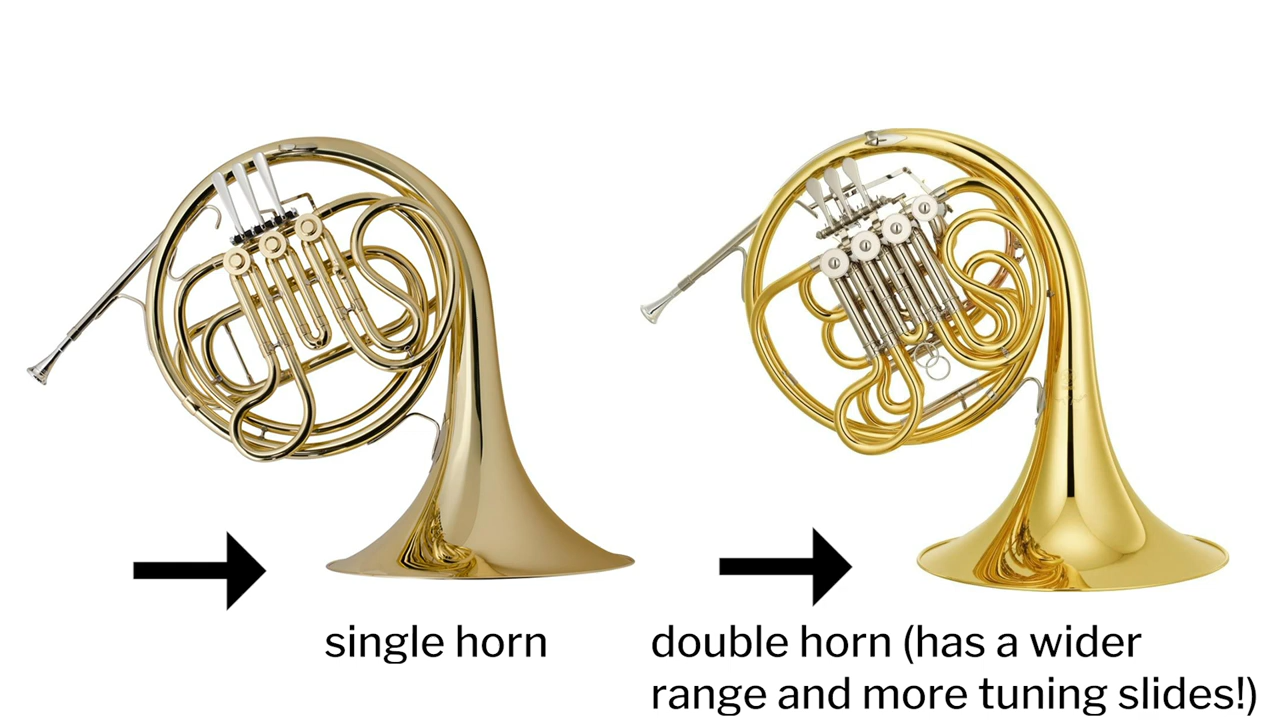 single horn
double horn (has a wider
range and more tuning slides!)